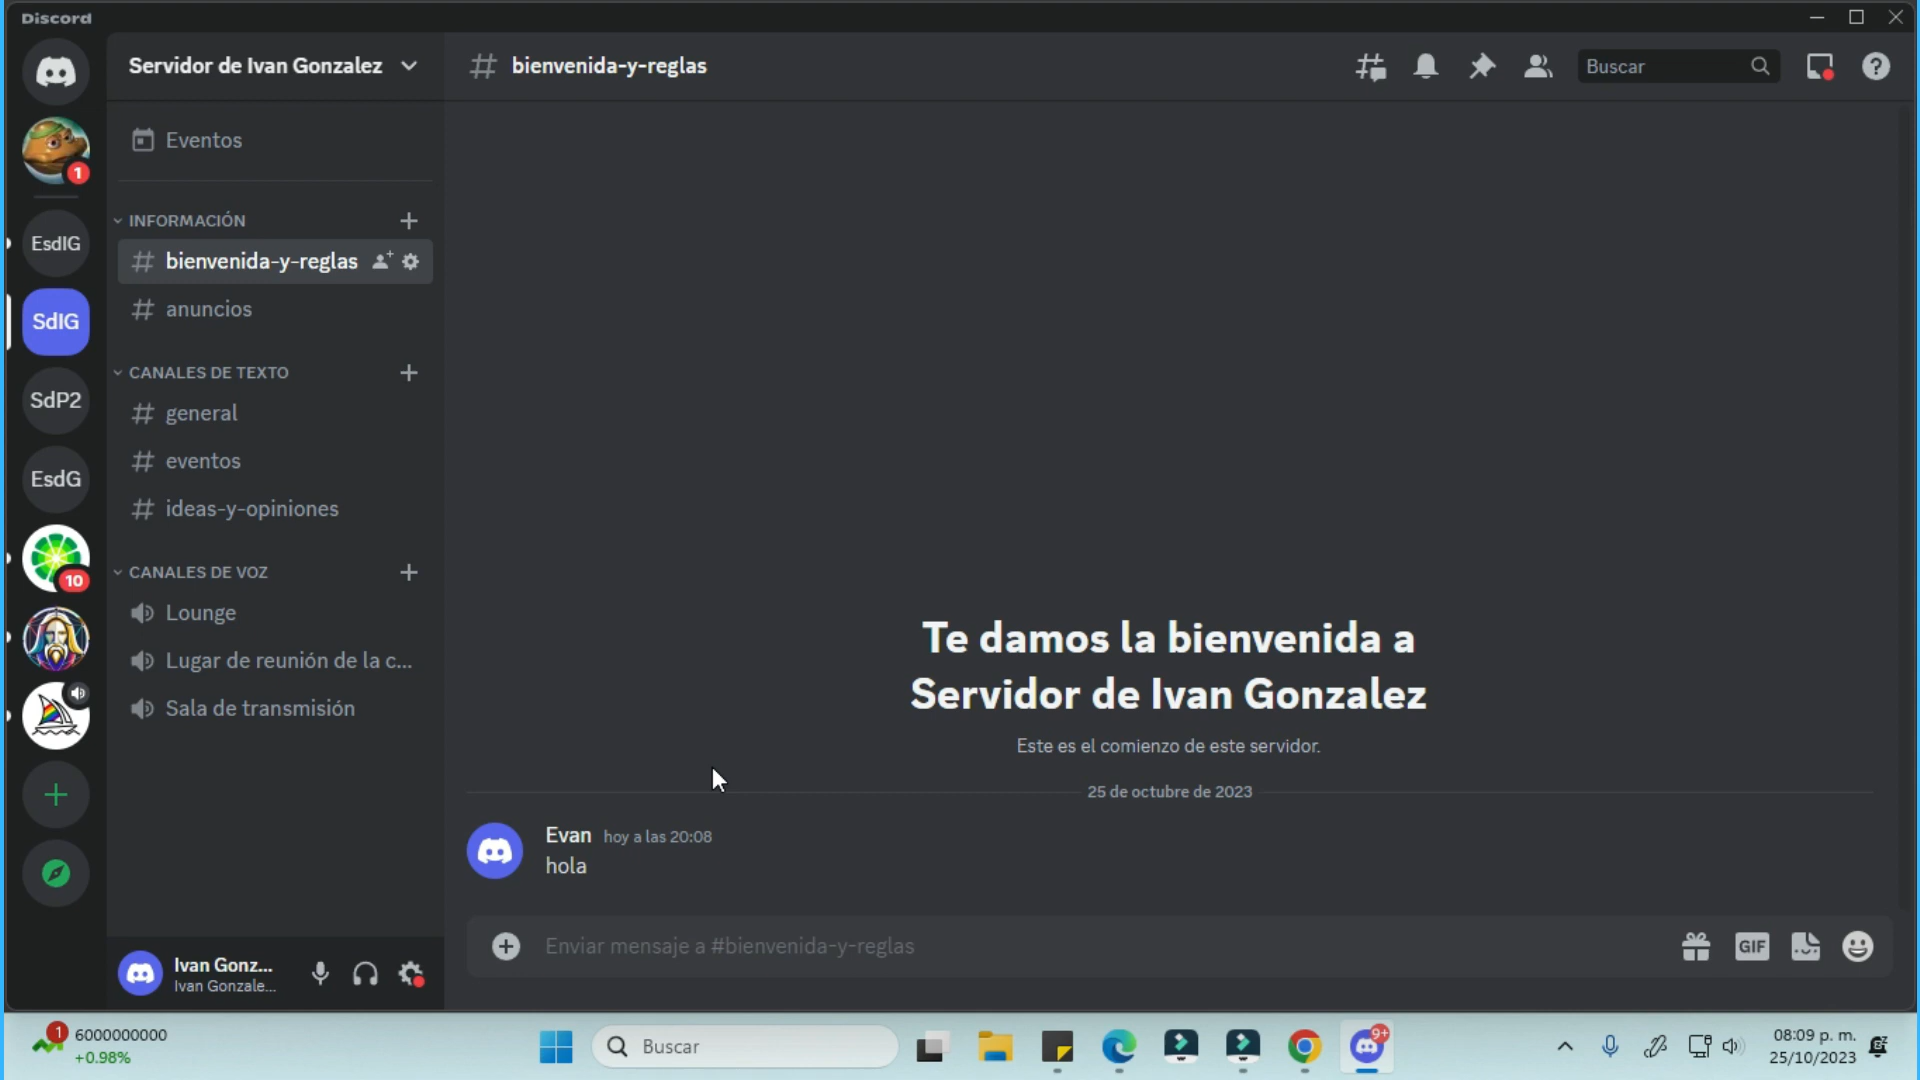 Discord
Servidor de Ivan Gonzalez
bienvenida-y-reglas
Buscar
1
EsdIG
SdIG
SdP2
EsdG
10
Eventos
INFORMACIÓN
bienvenida-y-reglas
anuncios
CANALES DE TEXTO
general
eventos
ideas-y-opiniones
CANALES DE VOZ
Lounge
Lugar de reunión de la c...
Sala de transmisión
Te damos la bienvenida a
Servidor de Ivan Gonzalez
Este es el comienzo de este servidor.
25 de octubre de 2023
Evan hoy a las 20:08
hola
Enviar mensaje a #bienvenida-y-reglas
GIF
Ivan Gonz...
Ivan Gonzale...
1
6000000000
+0.98%
Buscar
9+
08:09 p. m.
25/10/2023